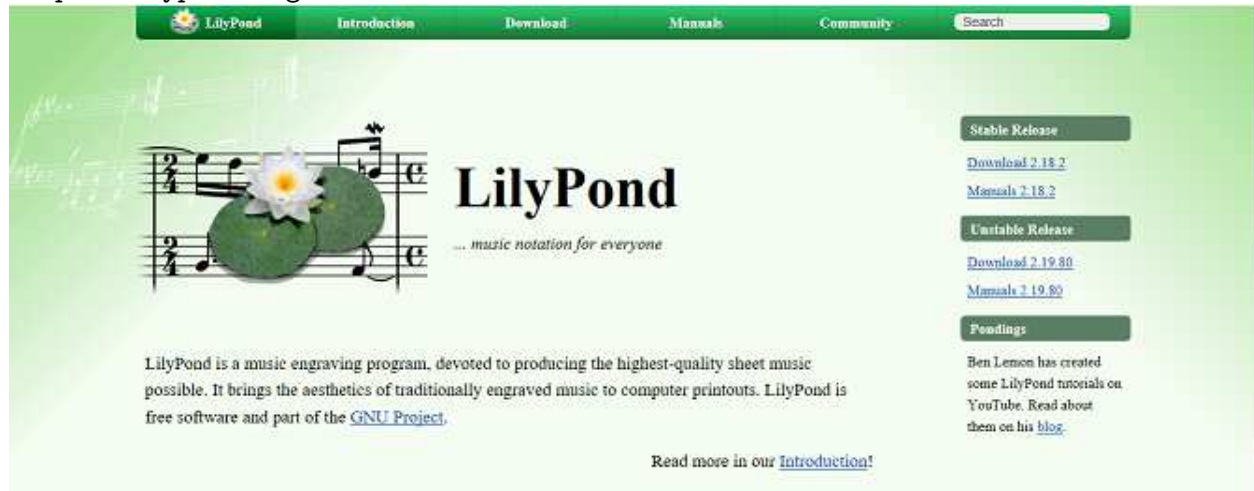 LilyPond Introduction Download Manuals Community Search
LilyPond
... music notation for everyone
LilyPond is a music engraving program, devoted to producing the highest-quality sheet music
possible. It brings the aesthetics of traditionally engraved music to computer printouts. LilyPond is
free software and part of the GNU Project.
Read more in our Introduction!
Stable Release
Download 2.18.2
Manuals 2.18.2
Unstable Release
Download 2.19.80
Manuals 2.19.80
Pondings
Ben Lemon has created
some LilyPond tutorials on
YouTube. Read about
them on his blog.